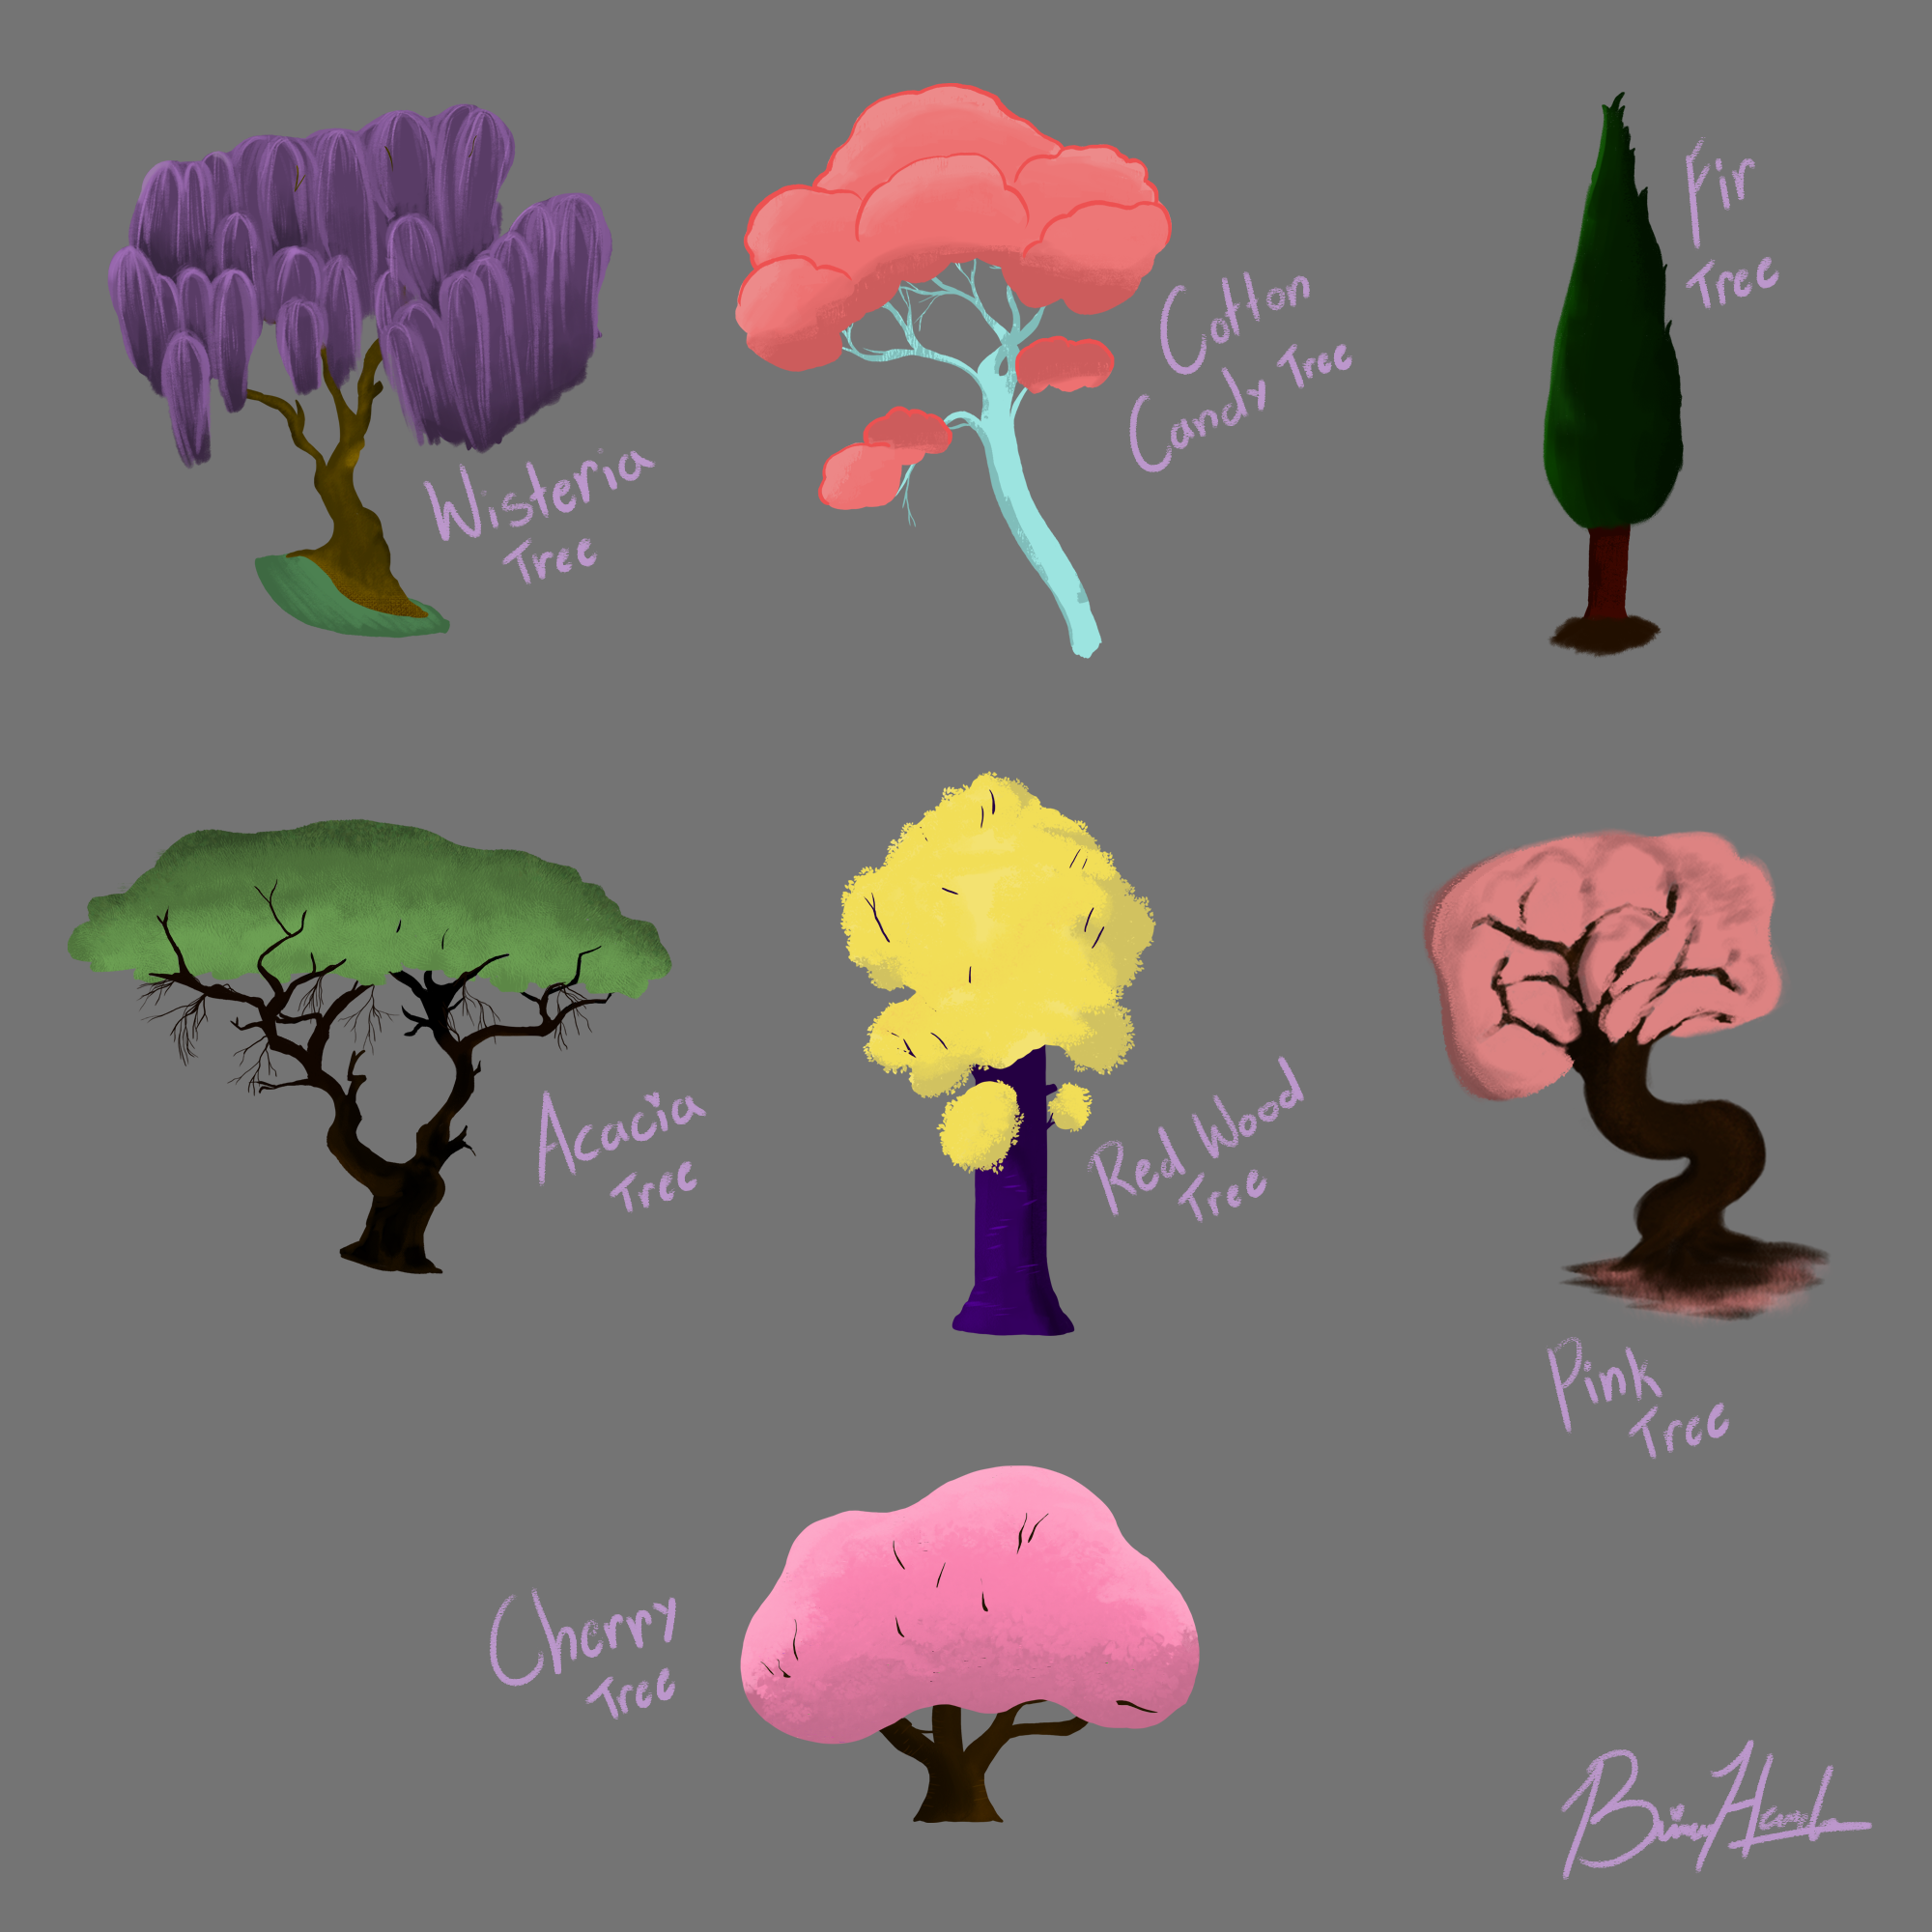 Wisteria
Tree
Cotton
Candy Tree
Fir
Tree
Acacia
Tree
Red Wood
Tree
Pink
Tree
Cherry
Tree